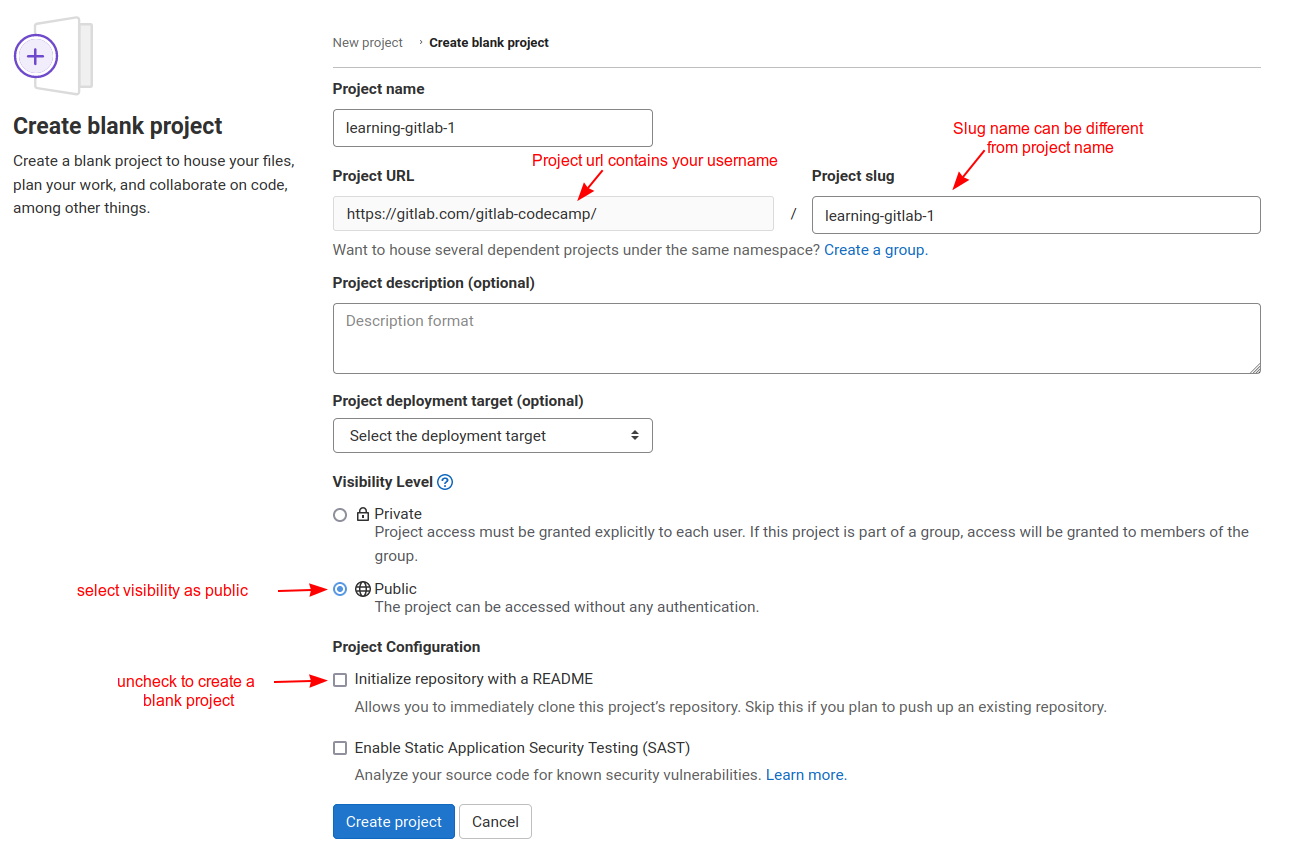 New project › Create blank project
Create blank project
Create a blank project to house your files,
plan your work, and collaborate on code,
among other things.
Project name
learning-gitlab-1
Slug name can be different
from project name
Project url contains your username
Project URL
Project slug
https://gitlab.com/gitlab-codecamp/
/
learning-gitlab-1
Want to house several dependent projects under the same namespace? Create a group.
Project description (optional)
Description format
Project deployment target (optional)
Select the deployment target
Visibility Level ?
Private
Project access must be granted explicitly to each user. If this project is part of a group, access will be granted to members of the
group.
select visibility as public
Public
The project can be accessed without any authentication.
Project Configuration
uncheck to create a
blank project
Initialize repository with a README
Allows you to immediately clone this project’s repository. Skip this if you plan to push up an existing repository.
Enable Static Application Security Testing (SAST)
Analyze your source code for known security vulnerabilities. Learn more.
Create project
Cancel